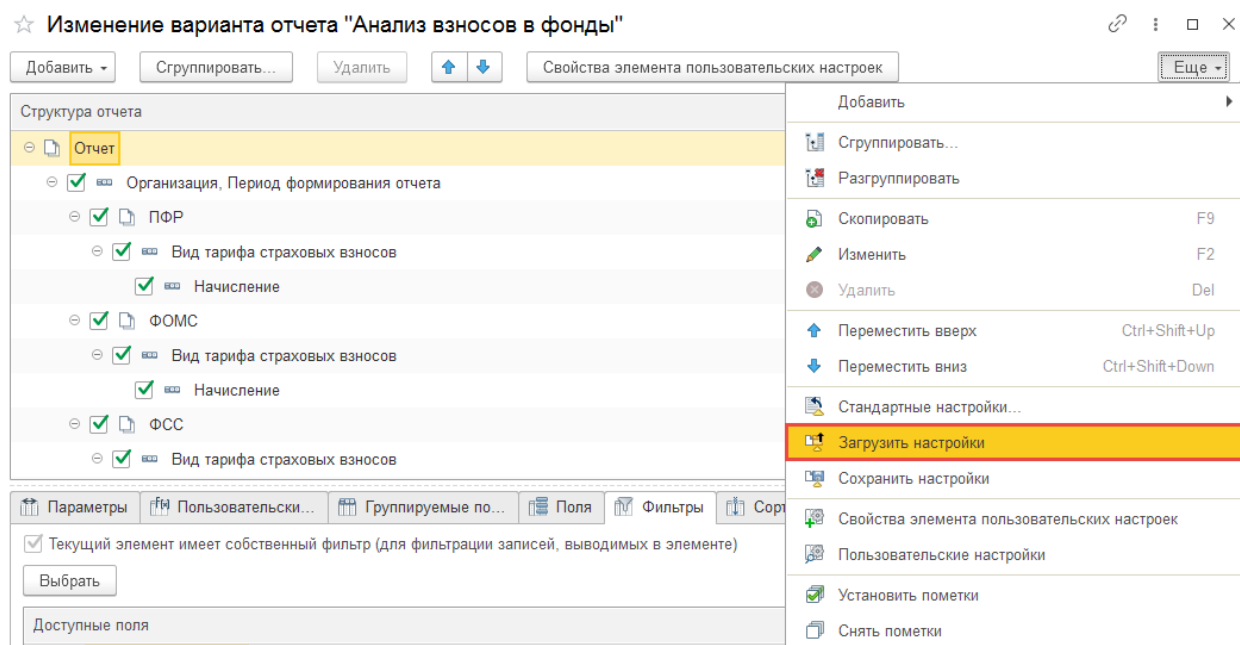 Изменение варианта отчета "Анализ взносов в фонды"
Добавить Сгруппировать... Удалить Свойства элемента пользовательских настроек Еще
Структура отчета
Отчет
Организация, Период формирования отчета
ПФР
Вид тарифа страховых взносов
Начисление
ФОМС
Вид тарифа страховых взносов
Начисление
ФСС
Вид тарифа страховых взносов
Параметры Пользовательски... Группируемые по... Поля Фильтры Сорт
Текущий элемент имеет собственный фильтр (для фильтрации записей, выводимых в элементе)
Выбрать
Доступные поля
Добавить
Сгруппировать...
Разгруппировать
Скопировать F9
Изменить F2
Удалить Del
Переместить вверх Ctrl+Shift+Up
Переместить вниз Ctrl+Shift+Down
Стандартные настройки...
Загрузить настройки
Сохранить настройки
Свойства элемента пользовательских настроек
Пользовательские настройки
Установить пометки
Снять пометки